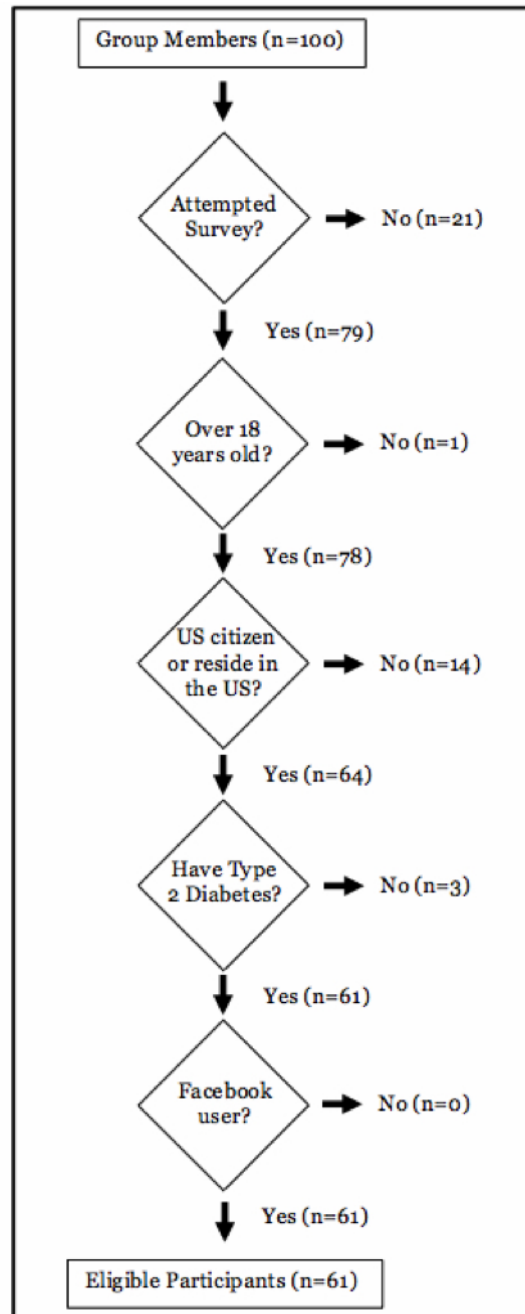 Group Members (n=100)
Attempted
Survey?
No (n=21)
Yes (n=79)
Over 18
years old?
No (n=1)
Yes (n=78)
US citizen
or reside in
the US?
No (n=14)
Yes (n=64)
Have Type
2 Diabetes?
No (n=3)
Yes (n=61)
Facebook
user?
No (n=0)
Yes (n=61)
Eligible Participants (n=61)